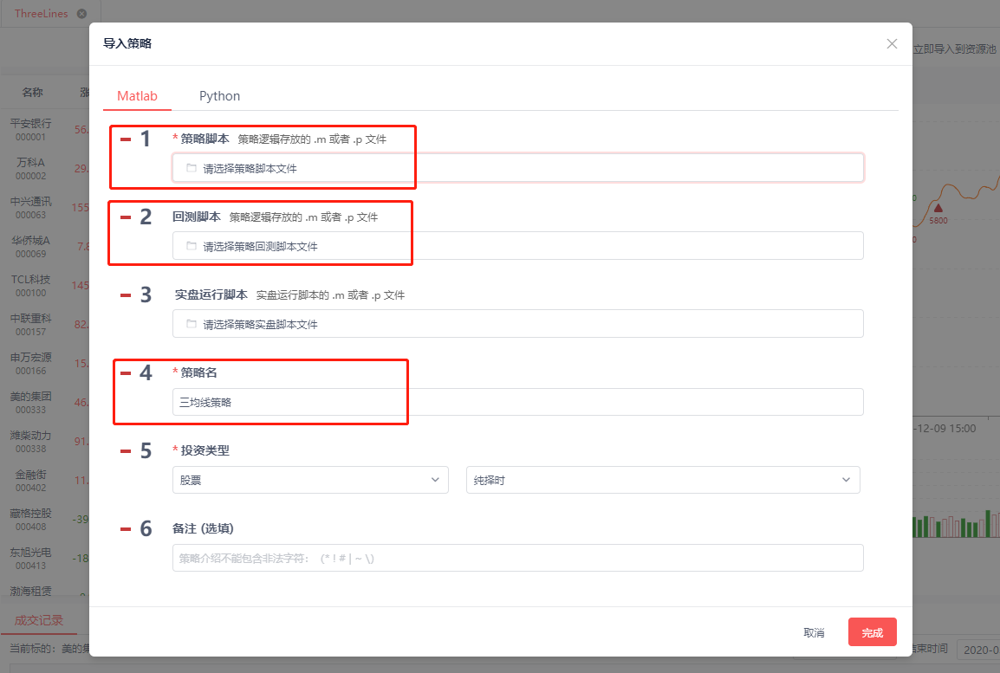 ThreeLines
导入策略
立即导入到资源池
Matlab Python
名称
平安银行
000001
56.
1 * 策略脚本 策略逻辑存放的 .m 或者 .p 文件
请选择策略脚本文件
万科A
000002
29.
中兴通讯
000063
155
2 回测脚本 策略逻辑存放的 .m 或者 .p 文件
请选择策略回测脚本文件
5800
华侨城A
000069
7.8
TCL科技
000100
145
3 实盘运行脚本 实盘运行脚本的 .m 或者 .p 文件
请选择策略实盘脚本文件
中联重科
000157
82.
申万宏源
000166
15.
4 * 策略名
三均线策略
美的集团
000333
46.
-12-09 15:00
潍柴动力
000338
91.
5 * 投资类型
股票 纯择时
金融街
000402
11.
藏格控股
000408
-39
6 备注 (选填)
策略介绍不能包含非法字符： (* ! # | ~ \)
东旭光电
000413
-18
渤海租赁
成交记录
取消 完成
当前标的: 美的集
结束时间 2020-0